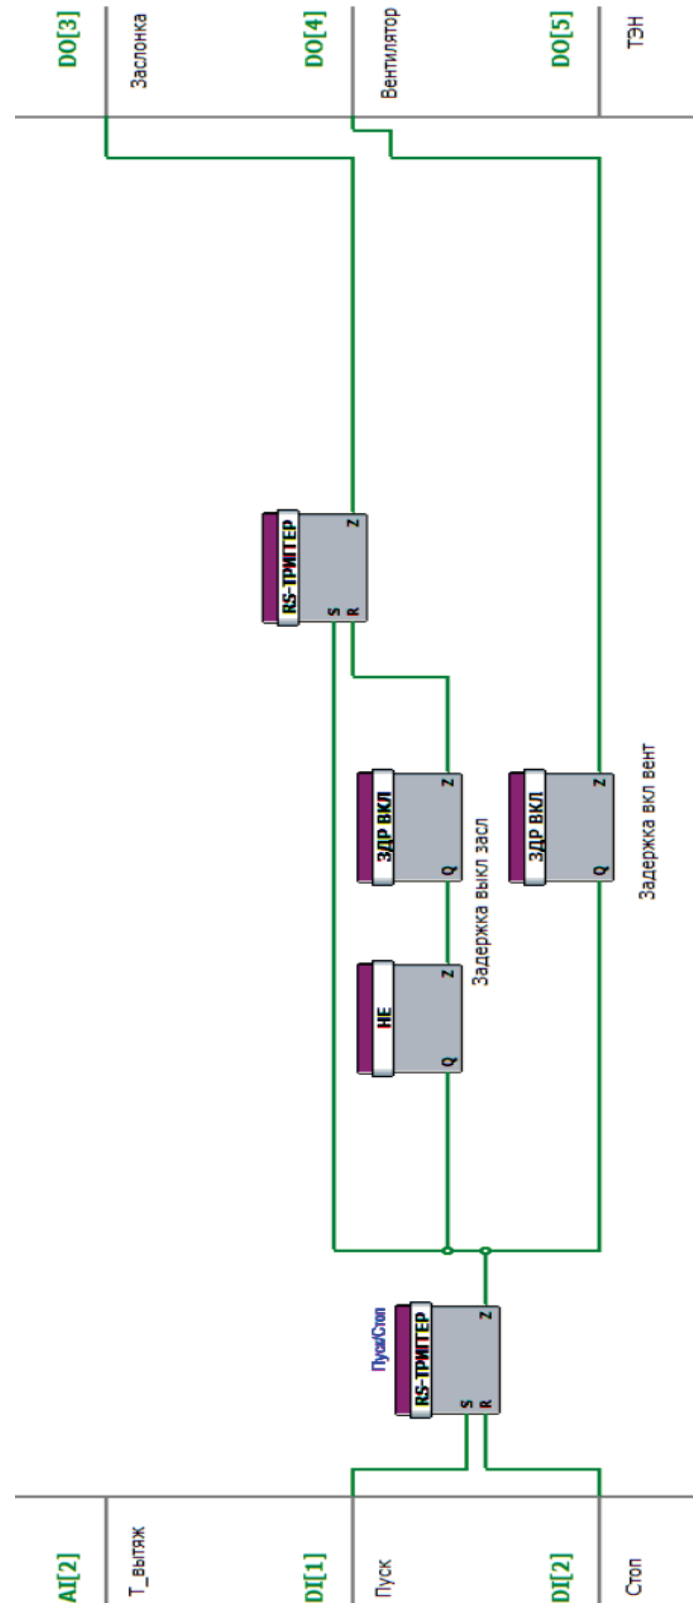 AI[2]
Т_вытяж
DI[1]
Пуск
DI[2]
Стоп
Пуск/Стоп
RS-ТРИГГЕР
S
R
Z
НЕ
Q
Z
ЗДР ВКЛ
Q
Z
Задержка выкл засл
ЗДР ВКЛ
Q
Z
Задержка вкл вент
RS-ТРИГГЕР
S
R
Z
DO[3]
Заслонка
DO[4]
Вентилятор
DO[5]
ТЭН